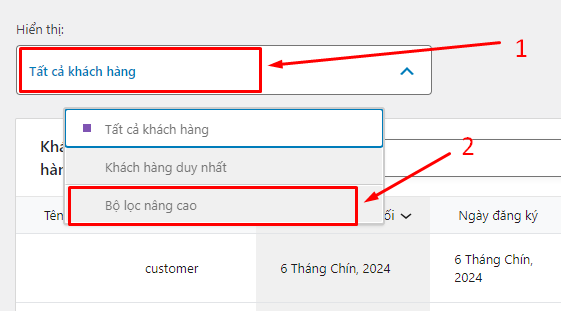 Hiển thị:
1
Tất cả khách hàng
Tất cả khách hàng
Khá
hàn
Khách hàng duy nhất
2
Bộ lọc nâng cao
Tên
ối
Ngày đăng ký
customer
6 Tháng Chín, 2024
6 Tháng Chín,
2024